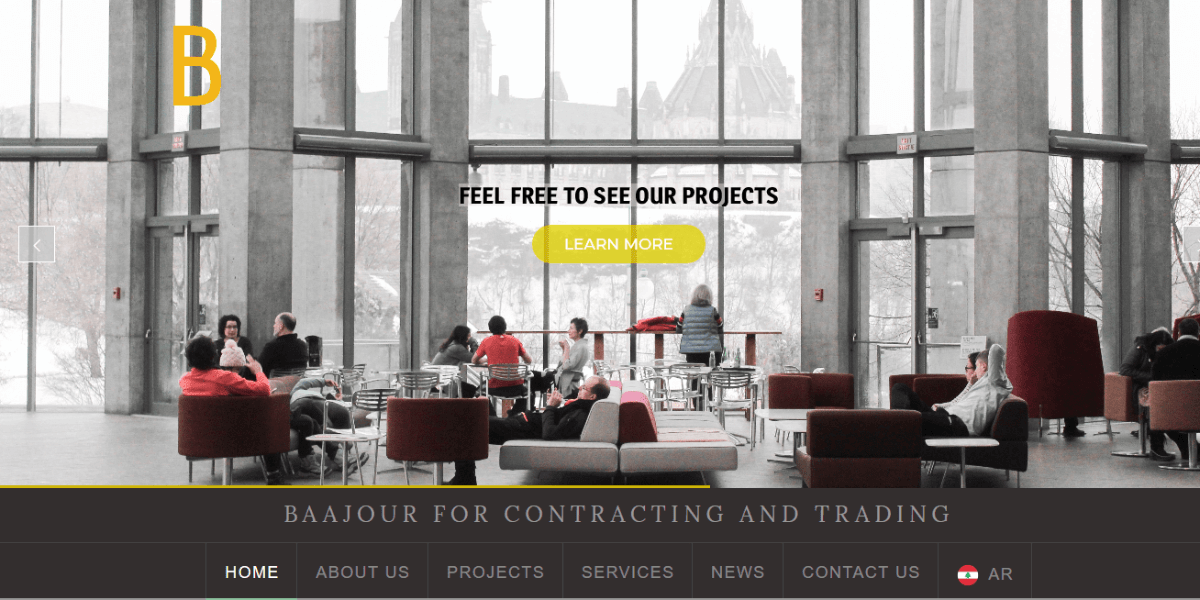 B
FEEL FREE TO SEE OUR PROJECTS
LEARN MORE
BAAJOUR FOR CONTRACTING AND TRADING
HOME
ABOUT US
PROJECTS
SERVICES
NEWS
CONTACT US
AR